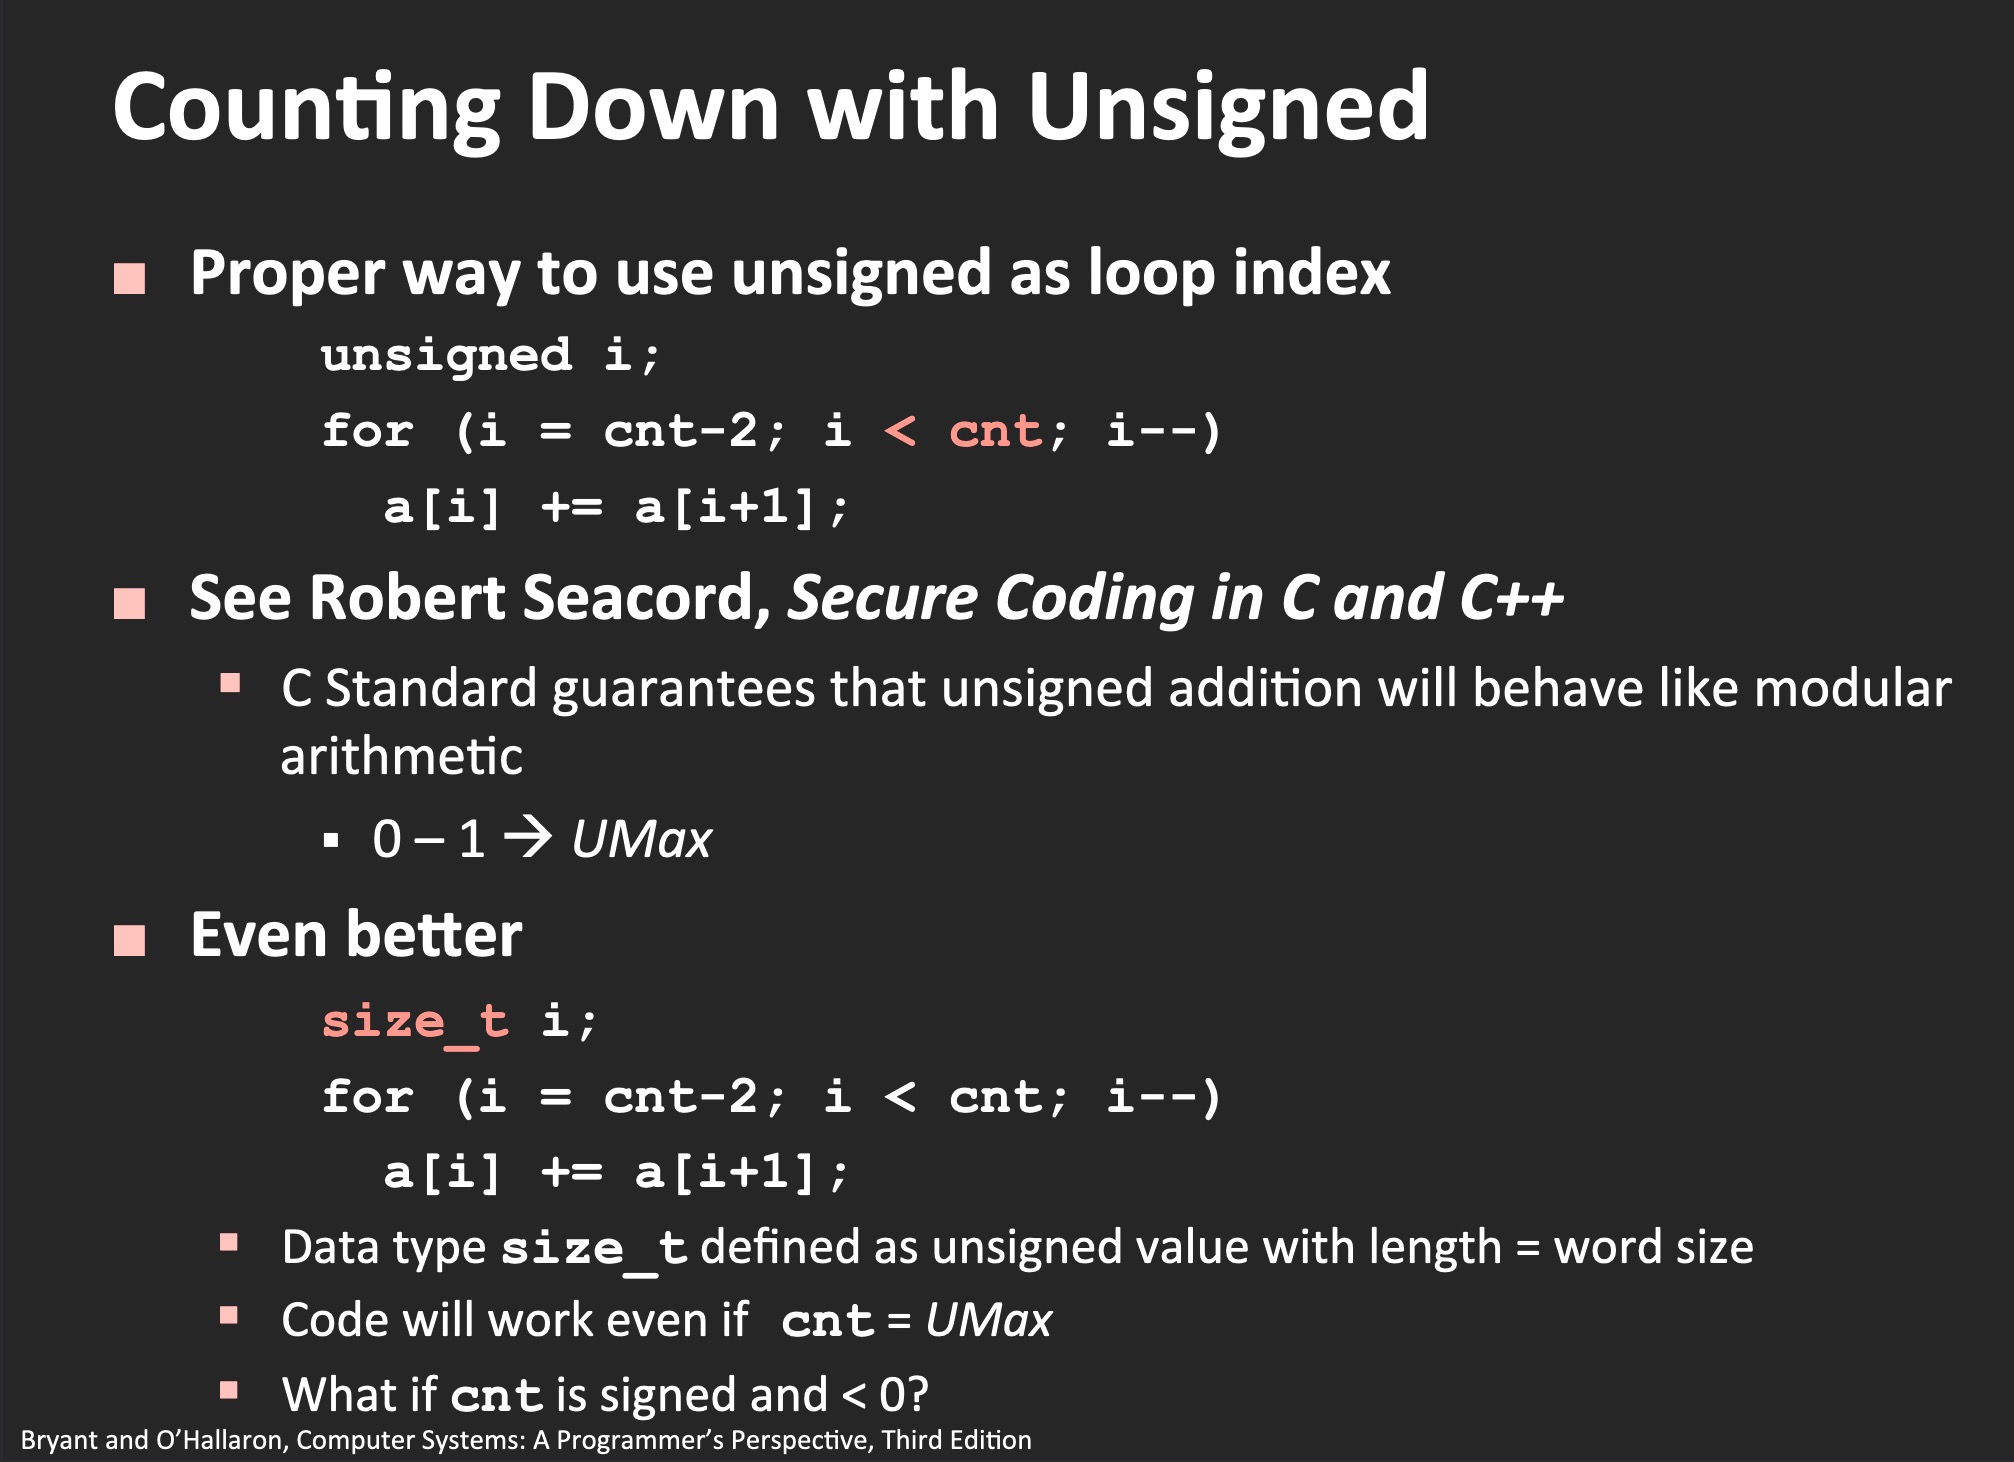 Counting Down with Unsigned
■ Proper way to use unsigned as loop index
unsigned i;
for (i = cnt-2; i < cnt; i--)
  a[i] += a[i+1];
■ See Robert Seacord, Secure Coding in C and C++
▪ C Standard guarantees that unsigned addition will behave like modular
arithmetic
▪ 0 – 1 → UMax
■ Even better
size_t i;
for (i = cnt-2; i < cnt; i--)
  a[i] += a[i+1];
▪ Data type size_t defined as unsigned value with length = word size
▪ Code will work even if cnt = UMax
▪ What if cnt is signed and < 0?
Bryant and O’Hallaron, Computer Systems: A Programmer’s Perspective, Third Edition